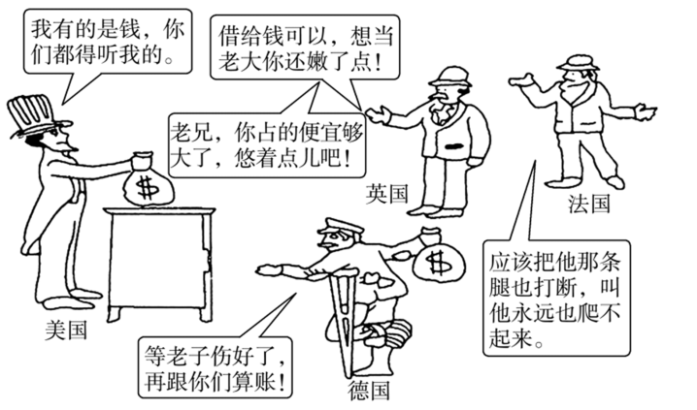 我有的是钱，你
们都得听我的。
借给钱可以，想当
老大你还嫩了点！
老兄，你占的便宜够
大了，悠着点儿吧！
英国
法国
应该把他那条
腿也打断，叫
他永远也爬不
起来。
美国
等老子伤好了，
再跟你们算账！
德国
$
$